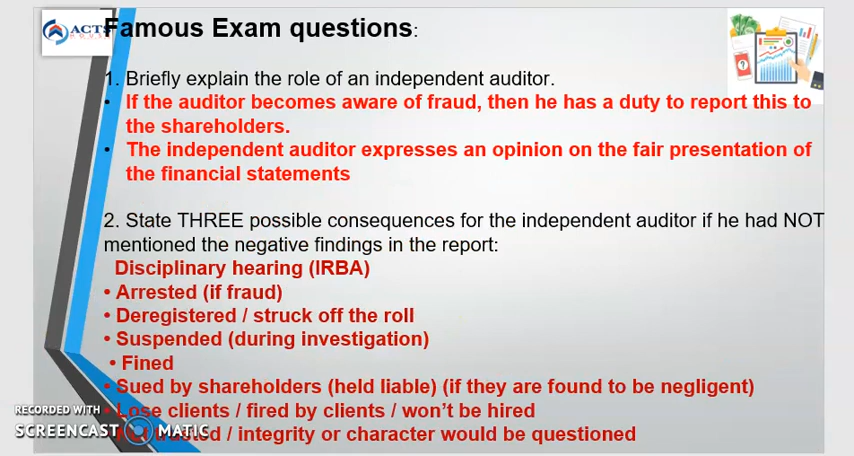 ACTS
HOUSE
Famous Exam questions:
1. Briefly explain the role of an independent auditor.
• If the auditor becomes aware of fraud, then he has a duty to report this to
the shareholders.
• The independent auditor expresses an opinion on the fair presentation of
the financial statements
2. State THREE possible consequences for the independent auditor if he had NOT
mentioned the negative findings in the report:
Disciplinary hearing (IRBA)
• Arrested (if fraud)
• Deregistered / struck off the roll
• Suspended (during investigation)
• Fined
• Sued by shareholders (held liable) (if they are found to be negligent)
Lose clients / fired by clients / won't be hired
trusted / integrity or character would be questioned
RECORDED WITH
SCREENCAST MATIC